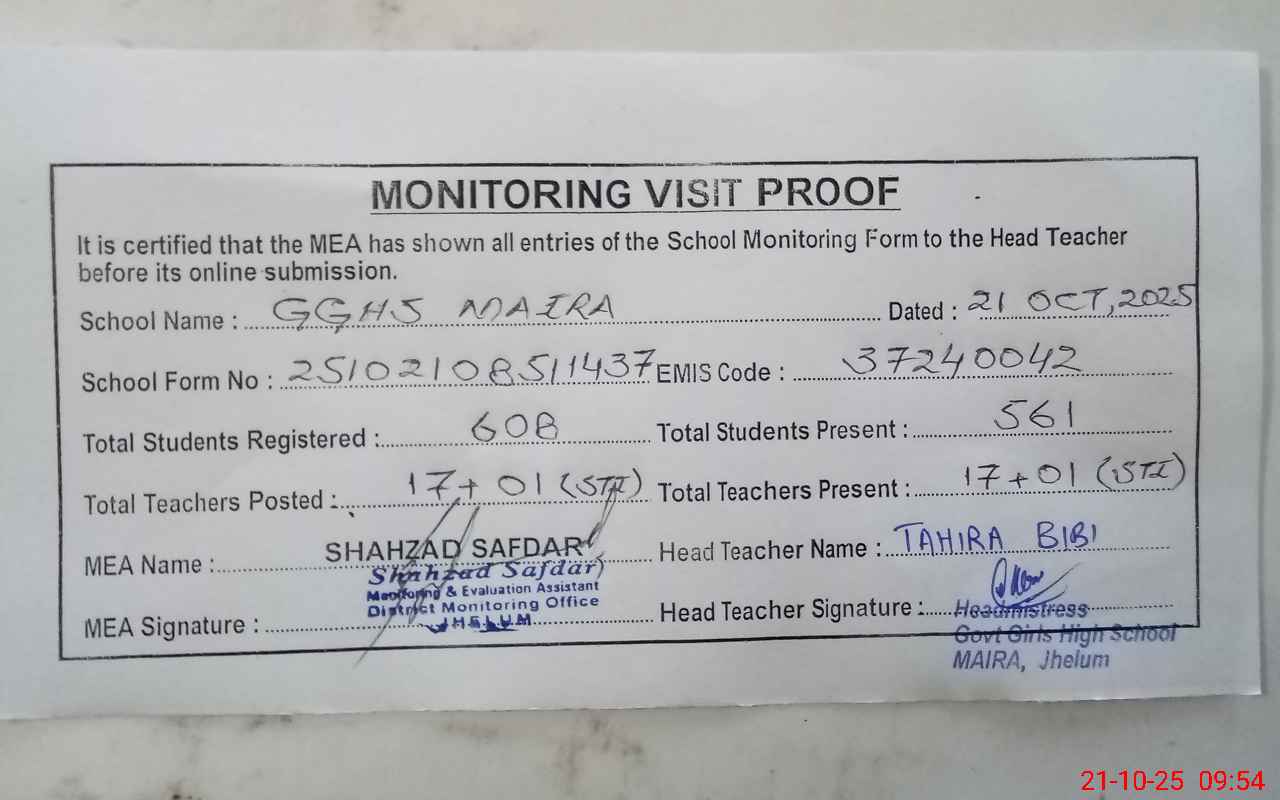 MONITORING VISIT PROOF
It is certified that the MEA has shown all entries of the School Monitoring Form to the Head Teacher
before its online submission.
School Name : GGHS MAIRA Dated : 21 OCT, 2025
School Form No : 25102108511437 EMIS Code : 37240042
Total Students Registered : 608 Total Students Present : 561
Total Teachers Posted : 17+01 (STI) Total Teachers Present : 17+01 (STI)
MEA Name : SHAHZAD SAFDAR Head Teacher Name : TAHIRA BIBI
Shahzad Safdar)
Monitoring & Evaluation Assistant
District Monitoring Office
JHELUM
MEA Signature : Head Teacher Signature :
Headmistress
Govt Girls High School
MAIRA, Jhelum
21-10-25 09:54